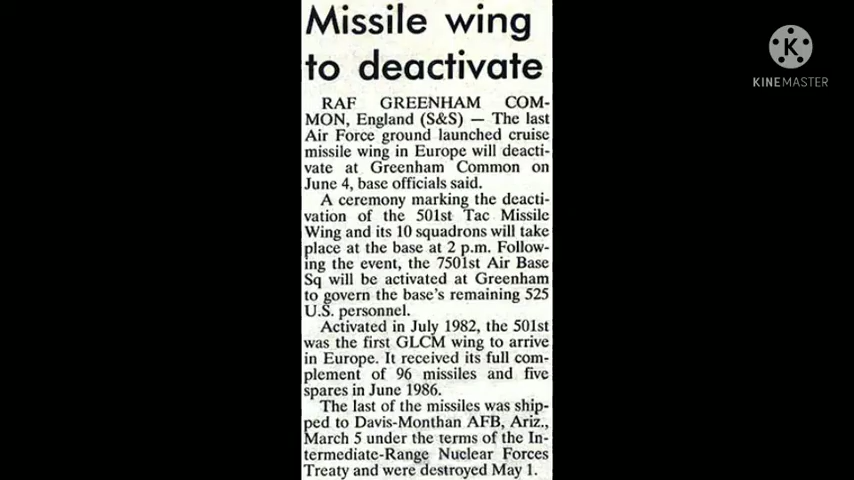 Missile wing
to deactivate
RAF GREENHAM COM-
MON, England (S&S) — The last
Air Force ground launched cruise
missile wing in Europe will deacti-
vate at Greenham Common on
June 4, base officials said.
A ceremony marking the deacti-
vation of the 501st Tac Missile
Wing and its 10 squadrons will take
place at the base at 2 p.m. Follow-
ing the event, the 7501st Air Base
Sq will be activated at Greenham
to govern the base's remaining 525
U.S. personnel.
Activated in July 1982, the 501st
was the first GLCM wing to arrive
in Europe. It received its full com-
plement of 96 missiles and five
spares in June 1986.
The last of the missiles was ship-
ped to Davis-Monthan AFB, Ariz.,
March 5 under the terms of the In-
termediate-Range Nuclear Forces
Treaty and were destroyed May 1.
K
KINEMASTER